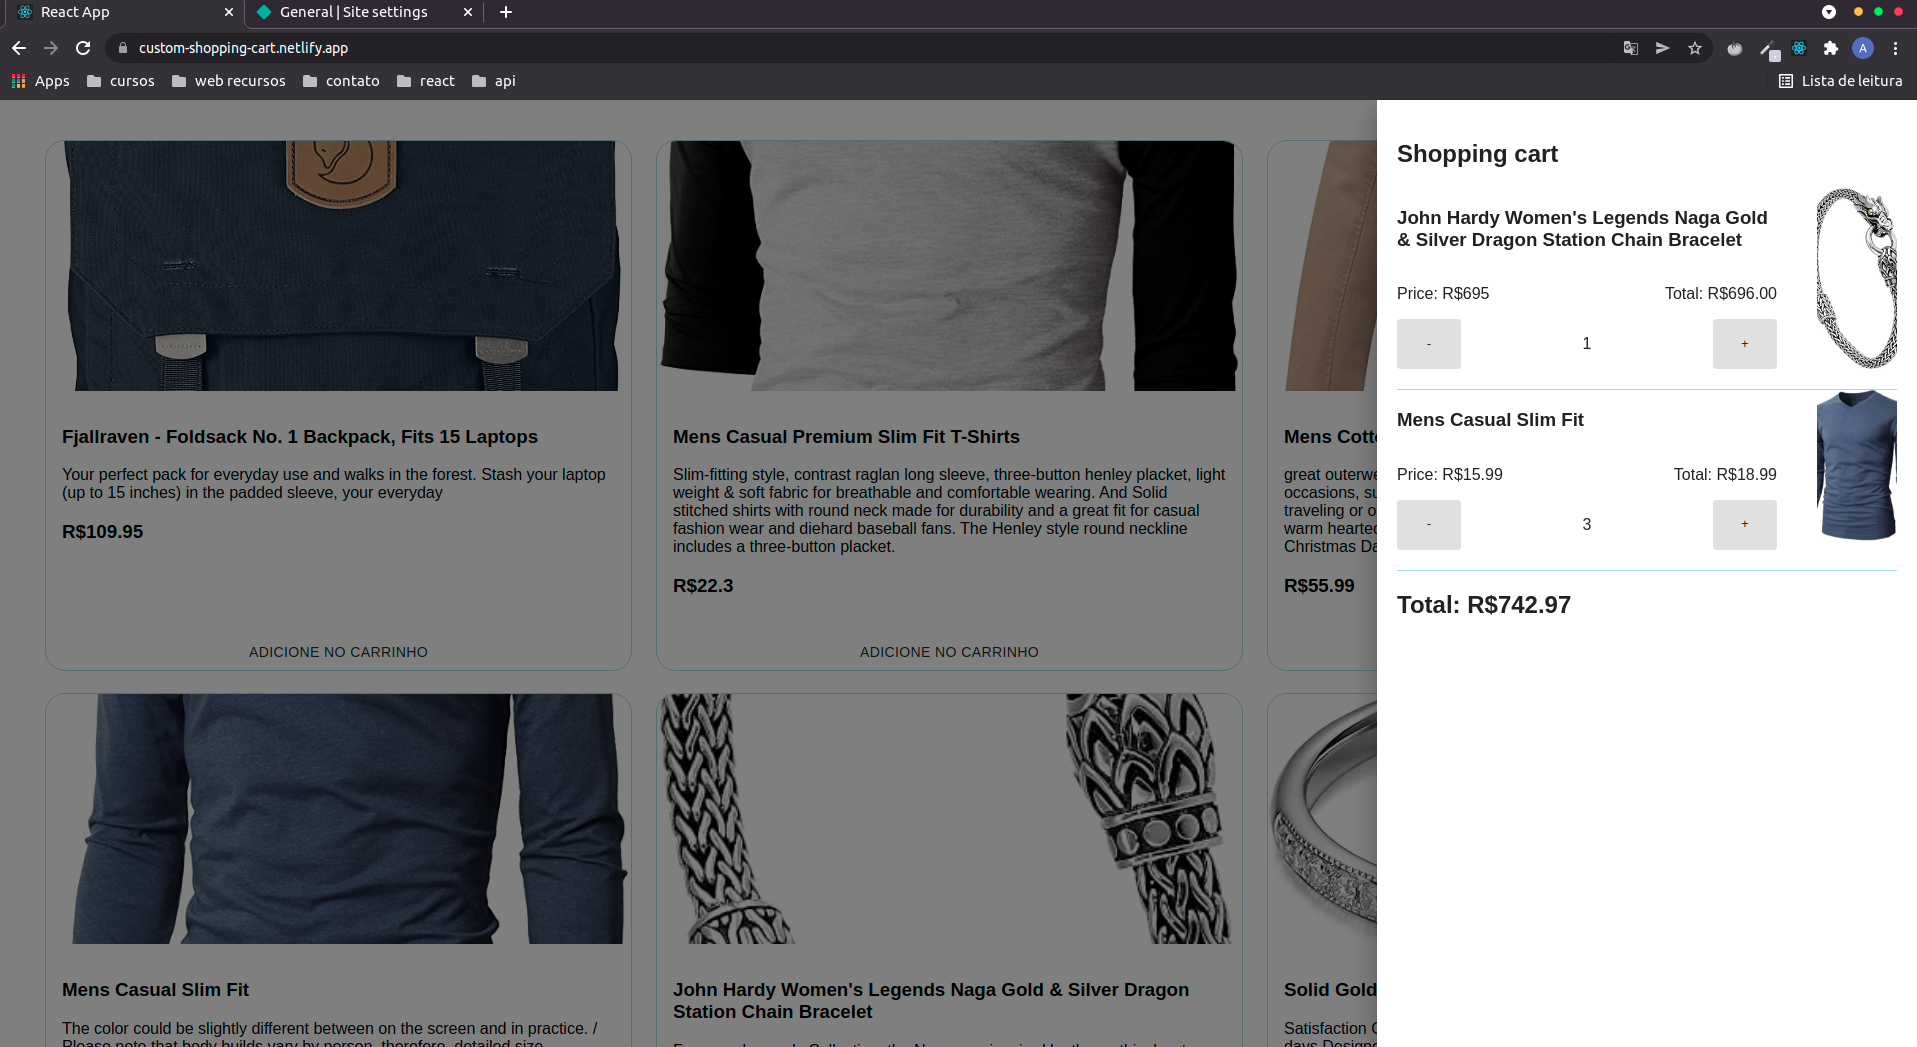 React App
General | Site settings
custom-shopping-cart.netlify.app
A
Apps
cursos
web recursos
contato
react
api
Lista de leitura
Fjallraven - Foldsack No. 1 Backpack, Fits 15 Laptops
Your perfect pack for everyday use and walks in the forest. Stash your laptop
(up to 15 inches) in the padded sleeve, your everyday
R$109.95
ADICIONE NO CARRINHO
Mens Casual Premium Slim Fit T-Shirts
Slim-fitting style, contrast raglan long sleeve, three-button henley placket, light
weight & soft fabric for breathable and comfortable wearing. And Solid
stitched shirts with round neck made for durability and a great fit for casual
fashion wear and diehard baseball fans. The Henley style round neckline
includes a three-button placket.
R$22.3
ADICIONE NO CARRINHO
Mens Cott
great outerwe
occasions, su
traveling or o
warm hearted
Christmas Da
R$55.99
Mens Casual Slim Fit
The color could be slightly different between on the screen and in practice. /
Please note that body builds vary by person, therefore, detailed size
John Hardy Women's Legends Naga Gold & Silver Dragon
Station Chain Bracelet
Solid Gold
Satisfaction
days Designe
Shopping cart
John Hardy Women's Legends Naga Gold
& Silver Dragon Station Chain Bracelet
Price: R$695
Total: R$696.00
-
1
+
Mens Casual Slim Fit
Price: R$15.99
Total: R$18.99
-
3
+
Total: R$742.97